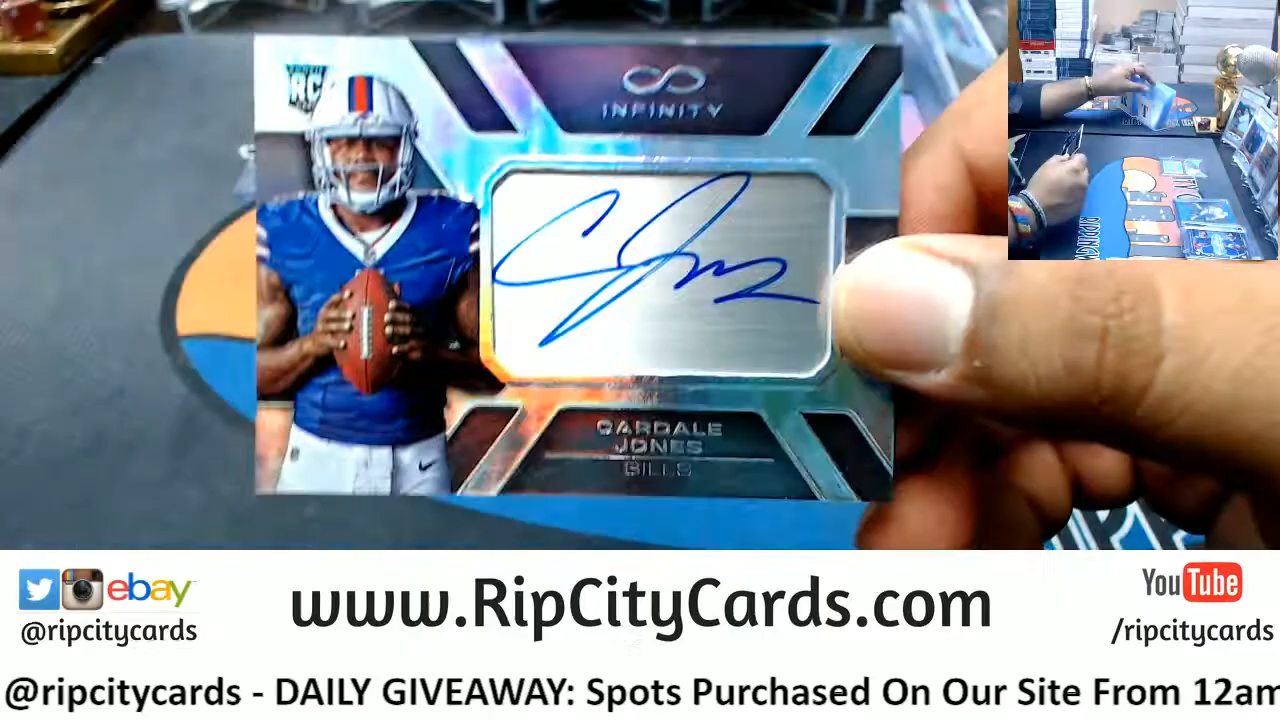 RC
INFINITY
CARDALE
JONES
BILLS
ebay
@ripcitycards
www.RipCityCards.com
YouTube
/ripcitycards
@ripcitycards - DAILY GIVEAWAY: Spots Purchased On Our Site From 12am